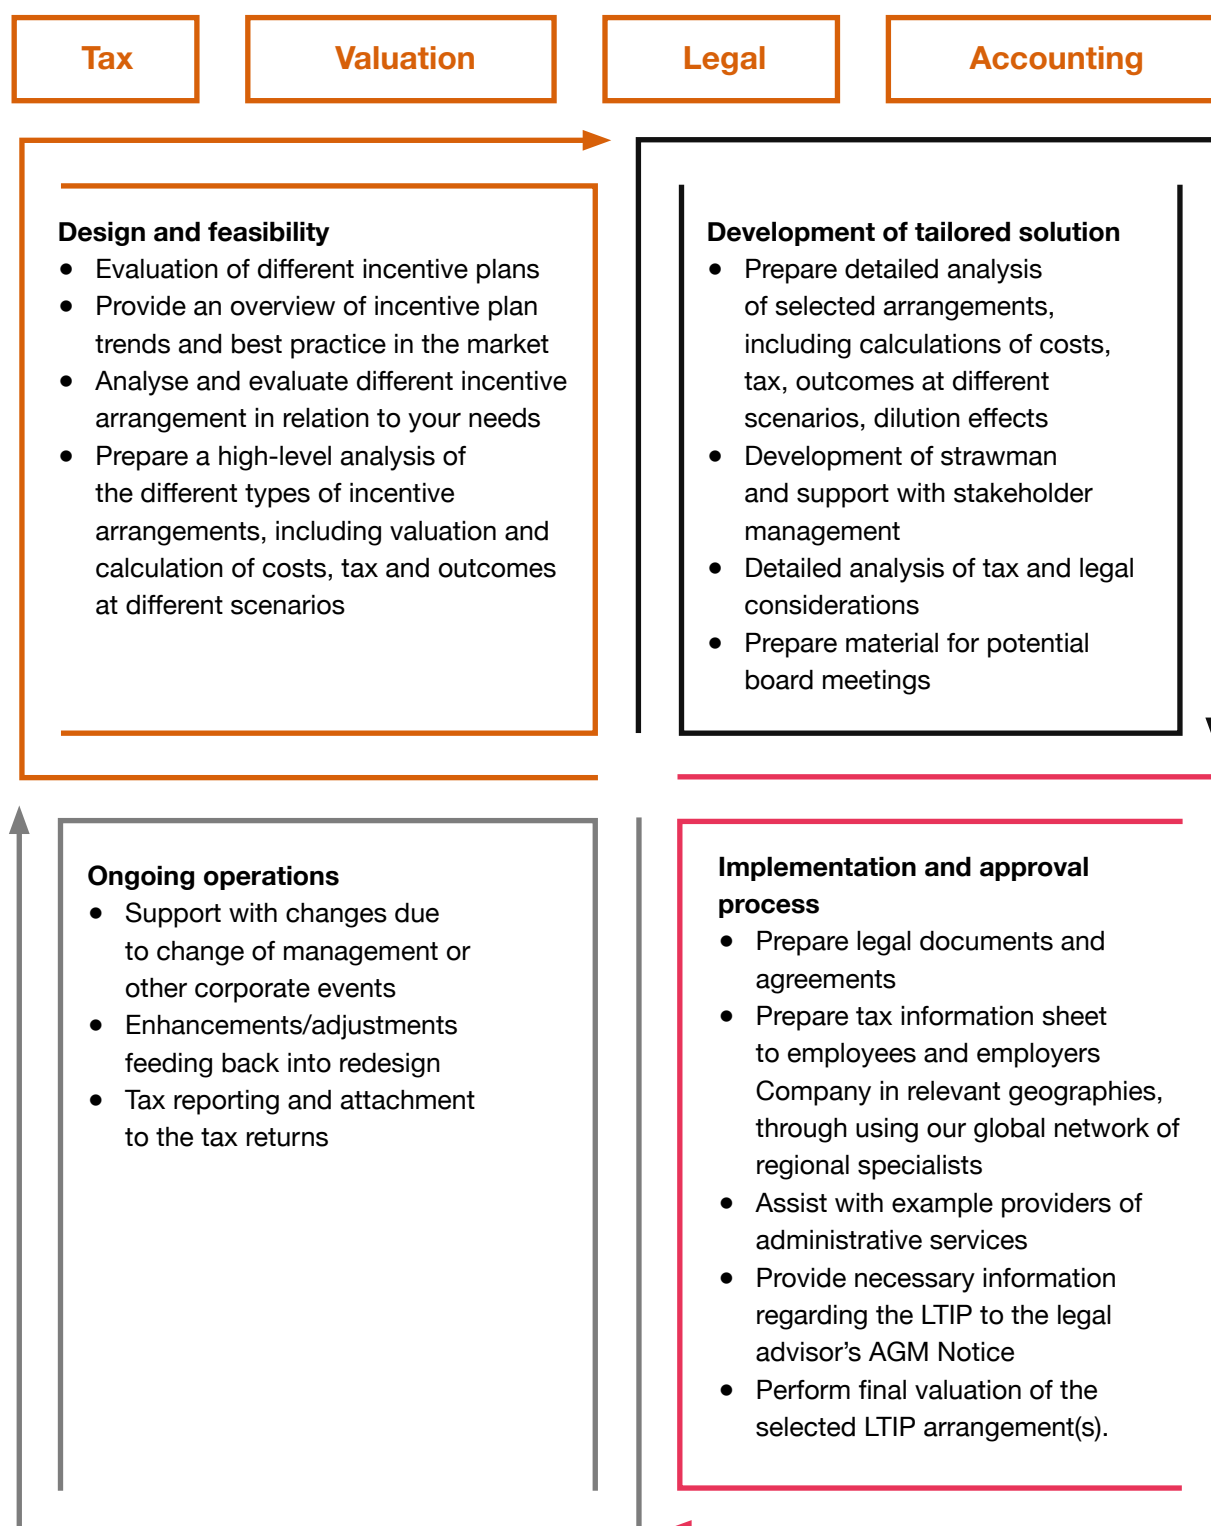 Tax
Valuation
Legal
Accounting
Design and feasibility
● Evaluation of different incentive plans
● Provide an overview of incentive plan
trends and best practice in the market
● Analyse and evaluate different incentive
arrangement in relation to your needs
● Prepare a high-level analysis of
the different types of incentive
arrangements, including valuation and
calculation of costs, tax and outcomes
at different scenarios
Development of tailored solution
● Prepare detailed analysis
of selected arrangements,
including calculations of costs,
tax, outcomes at different
scenarios, dilution effects
● Development of strawman
and support with stakeholder
management
● Detailed analysis of tax and legal
considerations
● Prepare material for potential
board meetings
Ongoing operations
● Support with changes due
to change of management or
other corporate events
● Enhancements/adjustments
feeding back into redesign
● Tax reporting and attachment
to the tax returns
Implementation and approval
process
● Prepare legal documents and
agreements
● Prepare tax information sheet
to employees and employers
Company in relevant geographies,
through using our global network of
regional specialists
● Assist with example providers of
administrative services
● Provide necessary information
regarding the LTIP to the legal
advisor’s AGM Notice
● Perform final valuation of the
selected LTIP arrangement(s).